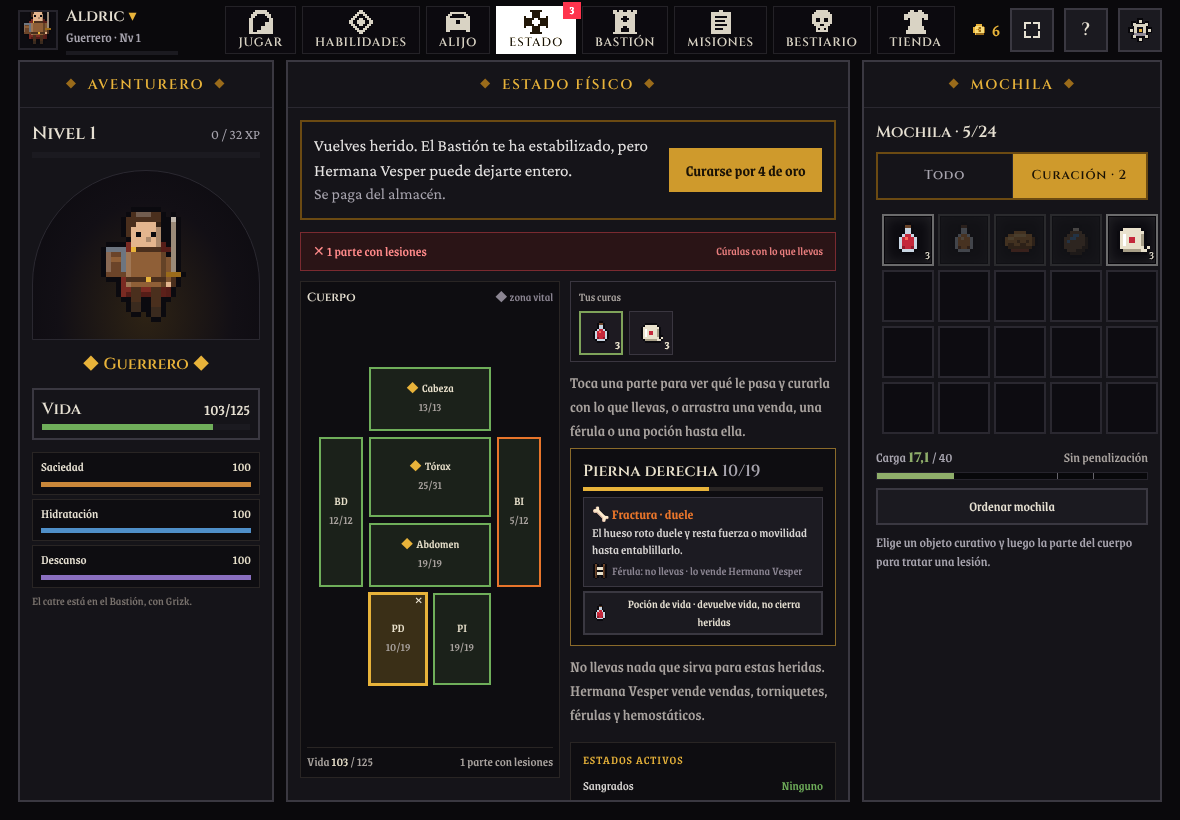 ALDRIC ▾
Guerrero · Nv 1
JUGAR
HABILIDADES
ALIJO
ESTADO
3
BASTIÓN
MISIONES
BESTIARIO
TIENDA
6
?
AVENTURERO
NIVEL 1
0 / 32 XP
GUERRERO
VIDA
103/125
Saciedad
100
Hidratación
100
Descanso
100
El catre está en el Bastión, con Grizk.
ESTADO FÍSICO
Vuelves herido. El Bastión te ha estabilizado, pero
Hermana Vesper puede dejarte entero.
Se paga del almacén.
Curarse por 4 de oro
✕ 1 parte con lesiones
Cúralas con lo que llevas
CUERPO
zona vital
Cabeza
13/13
BD
12/12
Tórax
25/31
BI
5/12
Abdomen
19/19
✕
PD
10/19
PI
19/19
Vida 103 / 125
1 parte con lesiones
Tus curas
3
3
Toca una parte para ver qué le pasa y curarla
con lo que llevas, o arrastra una venda, una
férula o una poción hasta ella.
PIERNA DERECHA 10/19
Fractura · duele
El hueso roto duele y resta fuerza o movilidad
hasta entablillarlo.
Férula: no llevas · lo vende Hermana Vesper
Poción de vida · devuelve vida, no cierra
heridas
No llevas nada que sirva para estas heridas.
Hermana Vesper vende vendas, torniquetes,
férulas y hemostáticos.
ESTADOS ACTIVOS
Sangrados
Ninguno
MOCHILA
MOCHILA · 5/24
TODO
CURACIÓN · 2
3
3
Carga 17,1 / 40
Sin penalización
Ordenar mochila
Elige un objeto curativo y luego la parte del cuerpo
para tratar una lesión.